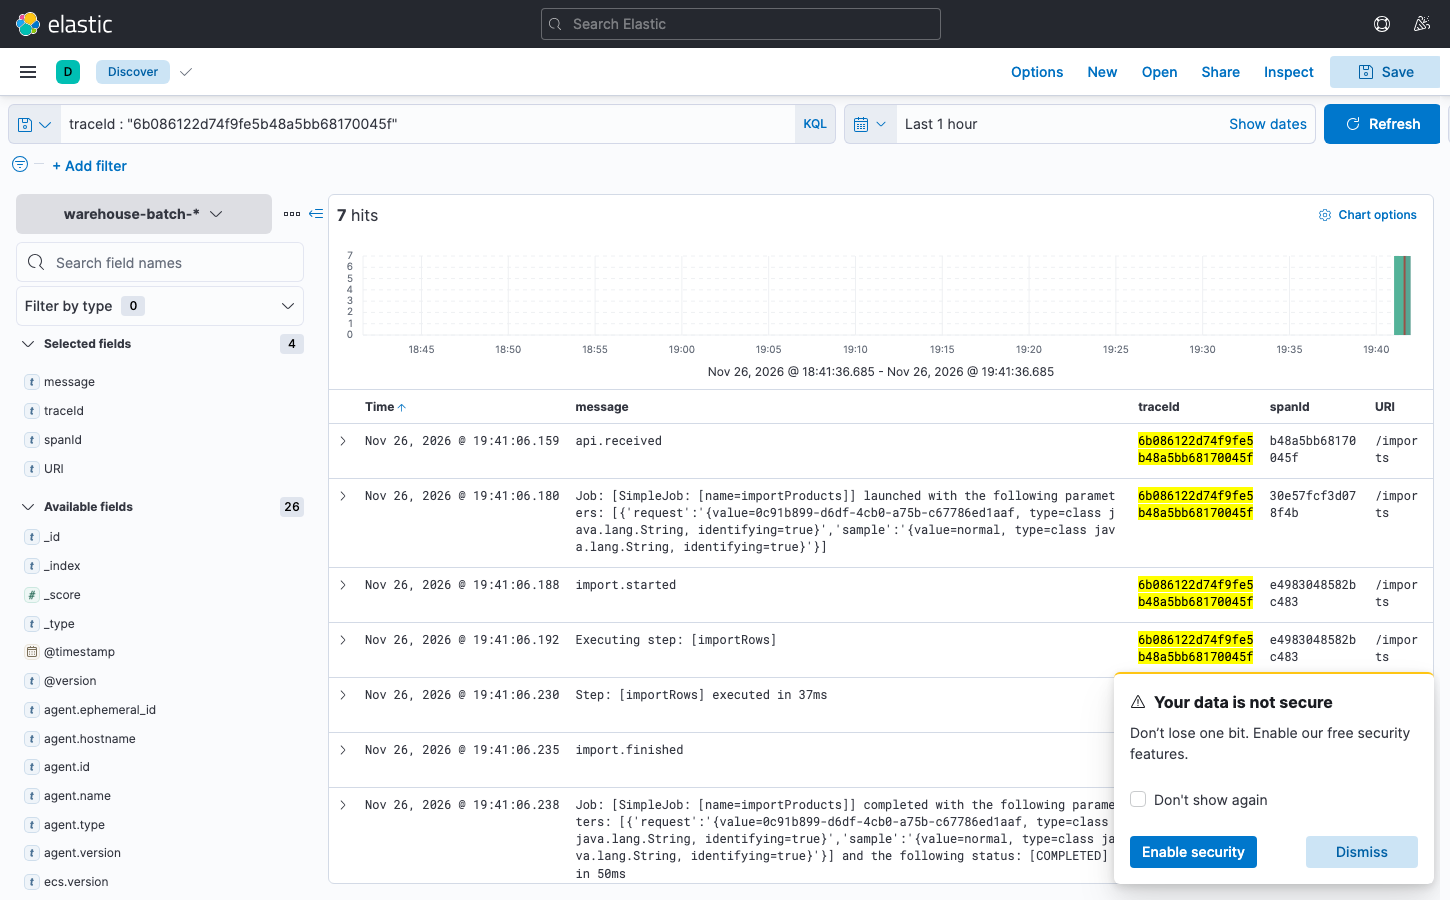 elastic
Search Elastic
D
Discover
Options
New
Open
Share
Inspect
Save
traceId : "6b086122d74f9fe5b48a5bb68170045f"
KQL
Last 1 hour
Show dates
Refresh
+ Add filter
warehouse-batch-*
Search field names
Filter by type 0
Selected fields 4
t message
t traceId
t spanId
t URI
Available fields 26
t _id
t _index
# _score
t _type
@timestamp
t @version
t agent.ephemeral_id
t agent.hostname
t agent.id
t agent.name
t agent.type
t agent.version
t ecs.version
7 hits
Chart options
7
6
5
4
3
2
1
0
18:45 18:50 18:55 19:00 19:05 19:10 19:15 19:20 19:25 19:30 19:35 19:40
Nov 26, 2026 @ 18:41:36.685 - Nov 26, 2026 @ 19:41:36.685
Time message traceId spanId URI
Nov 26, 2026 @ 19:41:06.159 api.received 6b086122d74f9fe5 b48a5bb68170 /impor
b48a5bb68170045f 045f ts
Nov 26, 2026 @ 19:41:06.180 Job: [SimpleJob: [name=importProducts]] launched with the following paramet 6b086122d74f9fe5 30e57fcf3d07 /impor
ers: [{'request':'{value=0c91b899-d6df-4cb0-a75b-c67786ed1aaf, type=class j b48a5bb68170045f 8f4b ts
ava.lang.String, identifying=true}','sample':'{value=normal, type=class jav
a.lang.String, identifying=true}'}]
Nov 26, 2026 @ 19:41:06.188 import.started 6b086122d74f9fe5 e4983048582b /impor
b48a5bb68170045f c483 ts
Nov 26, 2026 @ 19:41:06.192 Executing step: [importRows] 6b086122d74f9fe5 e4983048582b /impor
b48a5bb68170045f c483 ts
Nov 26, 2026 @ 19:41:06.230 Step: [importRows] executed in 37ms
Nov 26, 2026 @ 19:41:06.235 import.finished
Nov 26, 2026 @ 19:41:06.238 Job: [SimpleJob: [name=importProducts]] completed with the following parame
ters: [{'request':'{value=0c91b899-d6df-4cb0-a75b-c67786ed1aaf, type=class
java.lang.String, identifying=true}','sample':'{value=normal, type=class ja
va.lang.String, identifying=true}'}] and the following status: [COMPLETED]
in 50ms
Your data is not secure
Don't lose one bit. Enable our free security
features.
Don't show again
Enable security
Dismiss